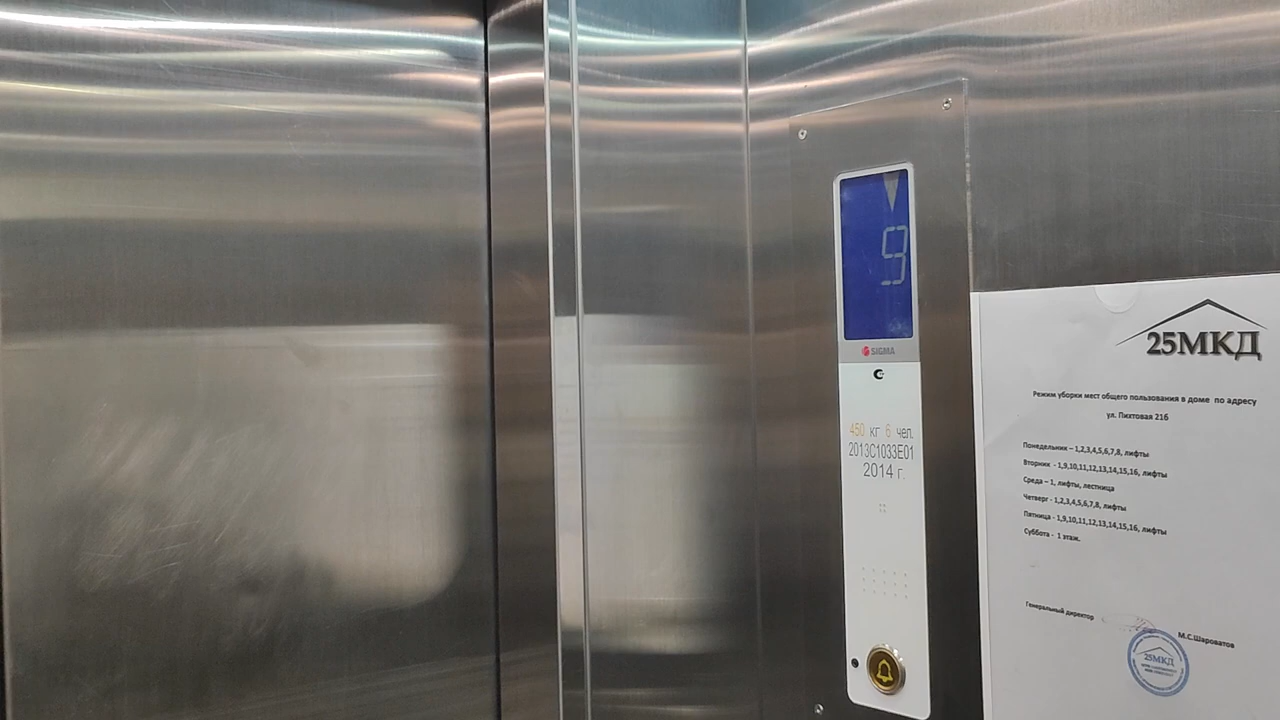 9
SIGMA
450 кг 6 чел.
2013C1033E01
2014 г.
25МКД
Режим уборки мест общего пользования в доме по адресу
ул. Пихтовая 21б
Понедельник – 1,2,3,4,5,6,7,8, лифты
Вторник - 1,9,10,11,12,13,14,15,16, лифты
Среда – 1, лифты, лестница
Четверг - 1,2,3,4,5,6,7,8, лифты
Пятница - 1,9,10,11,12,13,14,15,16, лифты
Суббота - 1 этаж.
Генеральный директор
М.С.Шароватов
25МКД